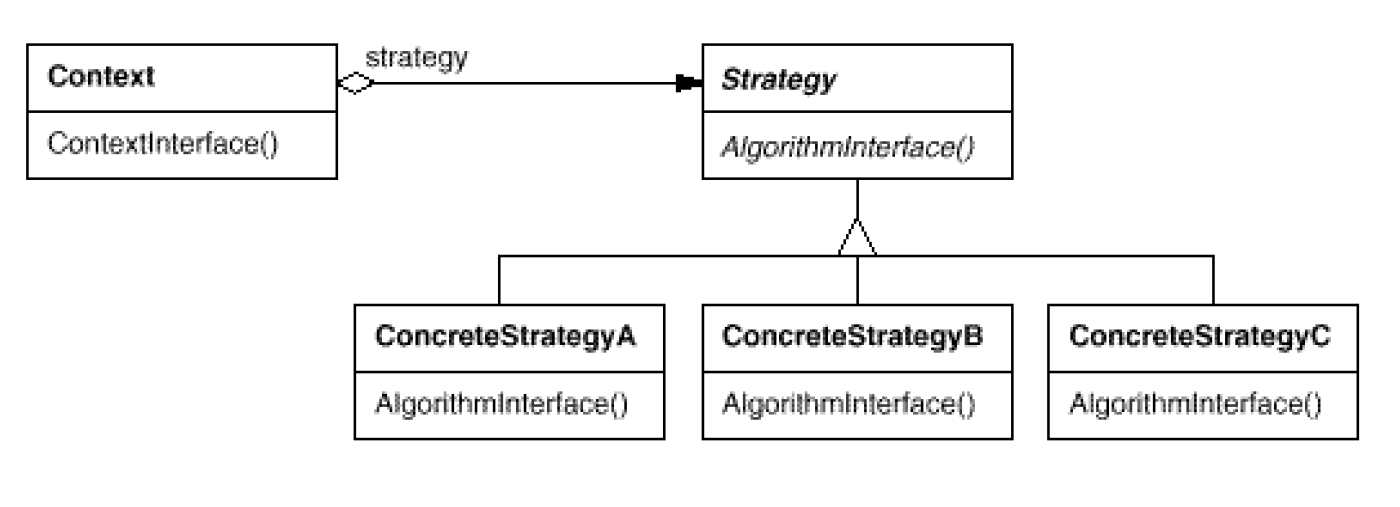 strategy
Context
Strategy
ContextInterface()
AlgorithmInterface()
ConcreteStrategyA
ConcreteStrategyB
ConcreteStrategyC
AlgorithmInterface()
AlgorithmInterface()
AlgorithmInterface()